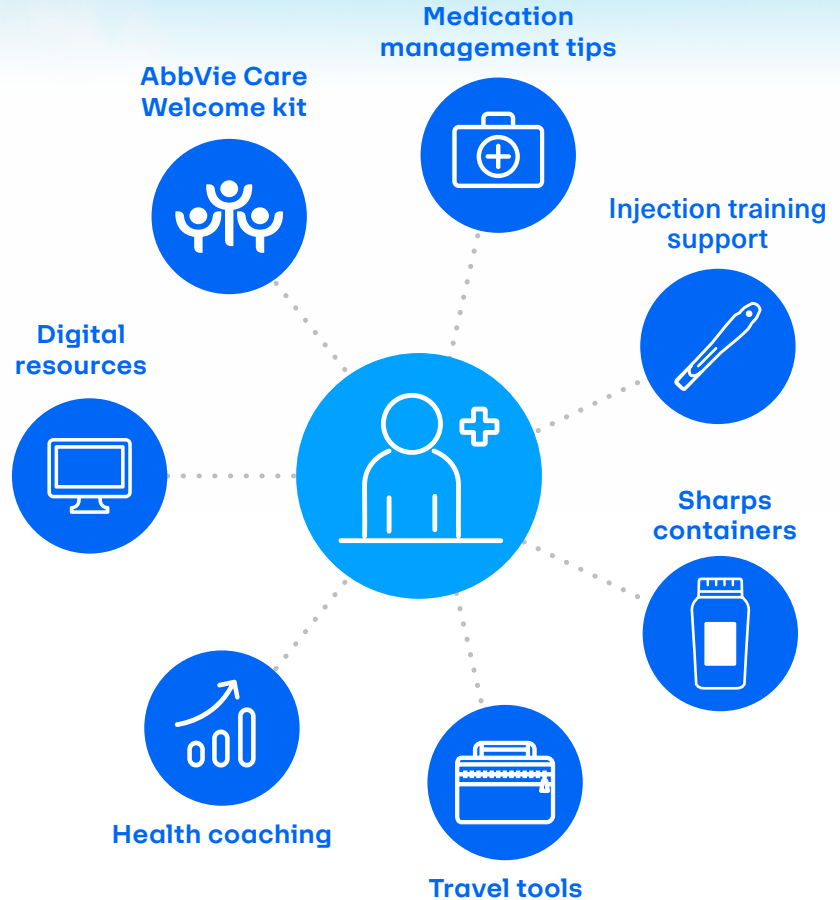 Medication
management tips
AbbVie Care
Welcome kit
Injection training
support
Digital
resources
Sharps
containers
Health coaching
Travel tools